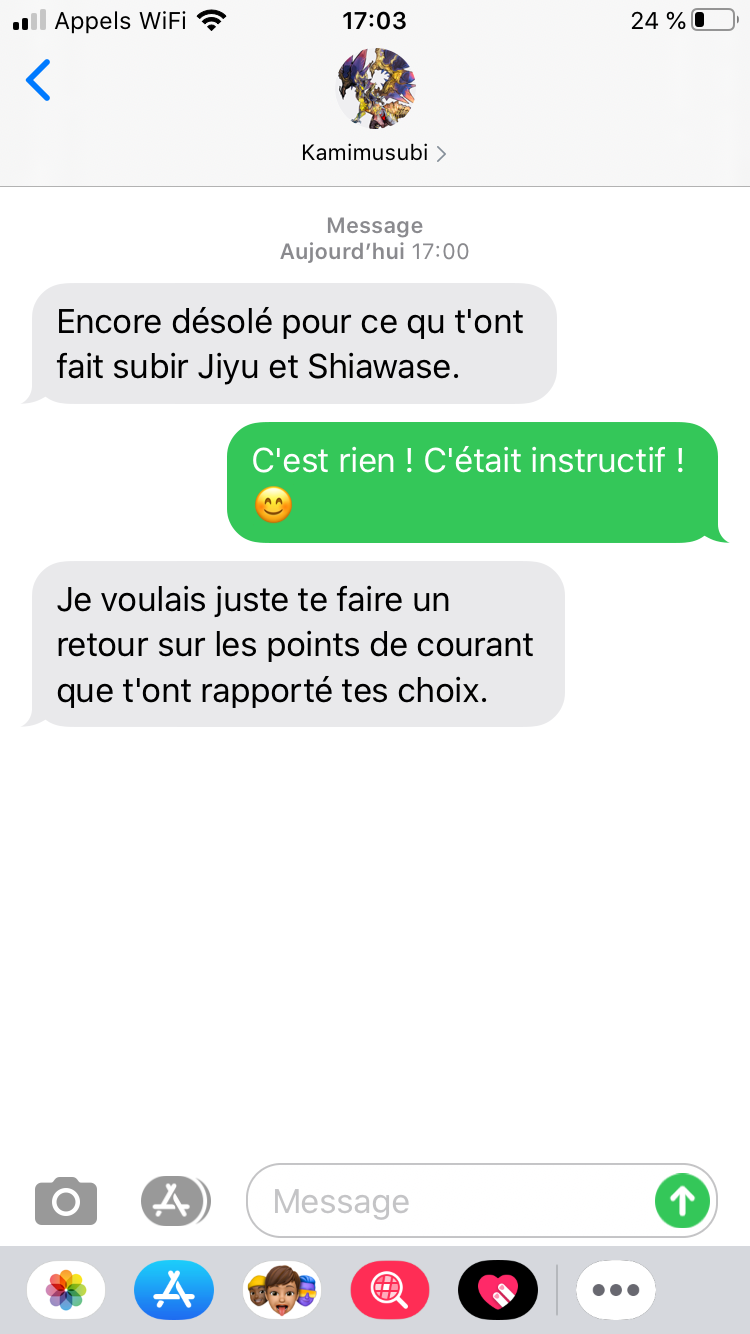 Appels WiFi 17:03 24 %
Kamimusubi
Message
Aujourd’hui 17:00
Encore désolé pour ce qu t'ont
fait subir Jiyu et Shiawase.
C'est rien ! C'était instructif !
😊
Je voulais juste te faire un
retour sur les points de courant
que t'ont rapporté tes choix.
Message